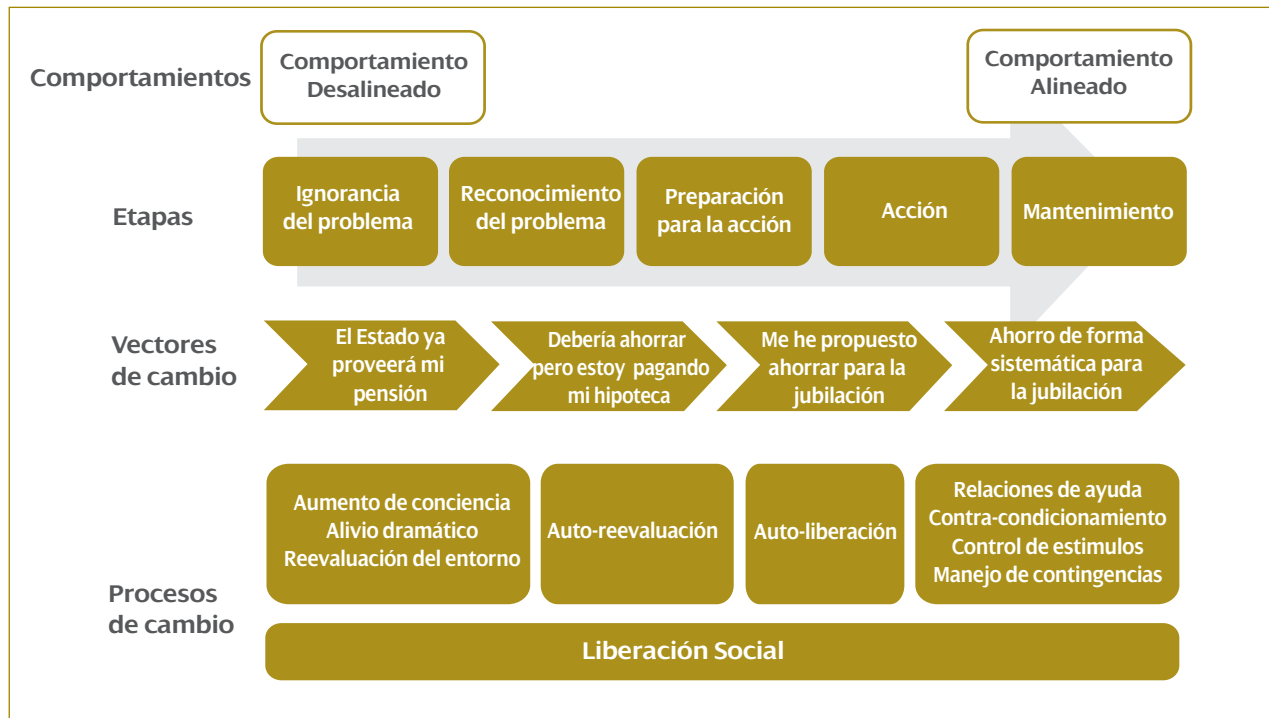 Comportamientos
Comportamiento
Desalineado
Comportamiento
Alineado
Etapas
Ignorancia
del problema
Reconocimiento
del problema
Preparación
para la acción
Acción
Mantenimiento
Vectores
de cambio
El Estado ya
proveerá mi
pensión
Debería ahorrar
pero estoy pagando
mi hipoteca
Me he propuesto
ahorrar para la
jubilación
Ahorro de forma
sistemática para
la jubilación
Procesos
de cambio
Aumento de conciencia
Alivio dramático
Reevaluación del entorno
Auto-reevaluación
Auto-liberación
Relaciones de ayuda
Contra-condicionamiento
Control de estimulos
Manejo de contingencias
Liberación Social